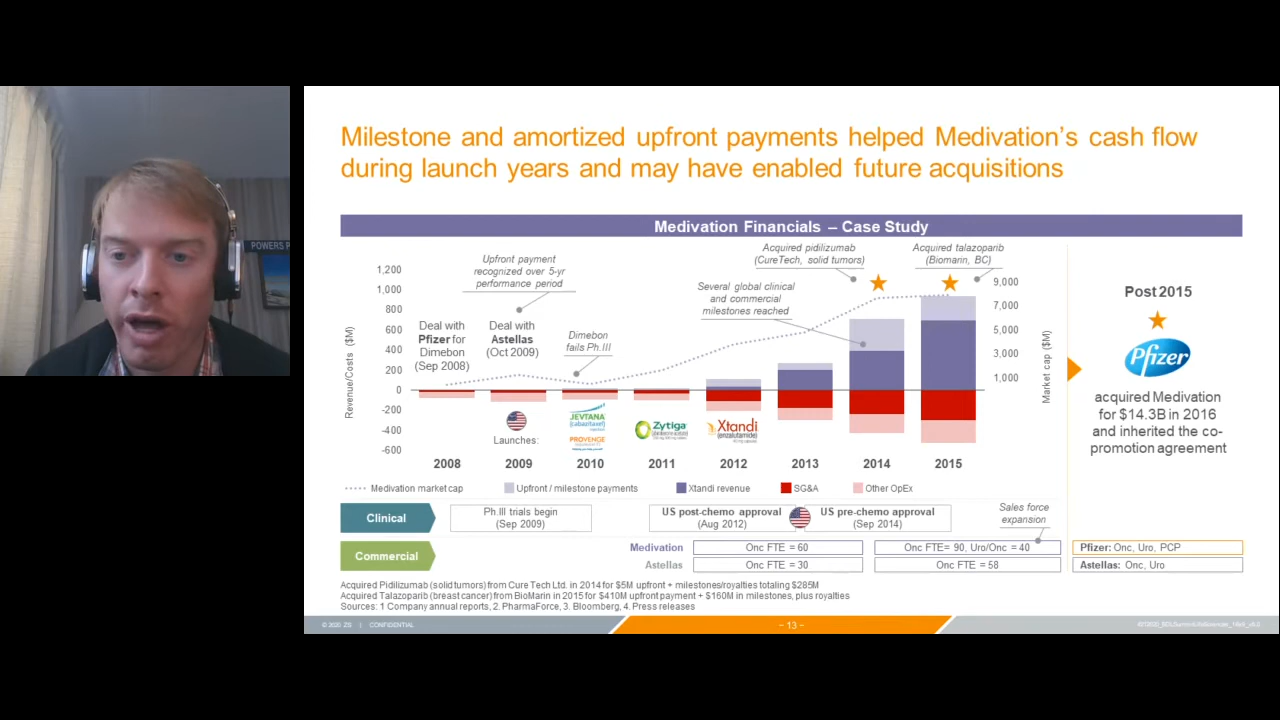 POWERS
Milestone and amortized upfront payments helped Medivation's cash flow
during launch years and may have enabled future acquisitions
Medivation Financials – Case Study
Revenue/Costs ($M)
1,200
1,000
800
600
400
200
0
-200
-400
-600
Deal with
Pfizer for
Dimebon
(Sep 2008)
Upfront payment
recognized over 5-yr
performance period
Deal with
Astellas
(Oct 2009)
Dimebon
fails Ph.III
Several global clinical
and commercial
milestones reached
Acquired pidilizumab
(CureTech, solid tumors)
Acquired talazoparib
(Biomarin, BC)
9,000
7,000
5,000
3,000
1,000
Market cap ($M)
Launches:
JEVTANA
(cabazitaxel)
PROVENGE
Zytiga
Xtandi
(enzalutamide)
2008
2009
2010
2011
2012
2013
2014
2015
Medivation market cap
Upfront / milestone payments
Xtandi revenue
SG&A
Other OpEx
Post 2015
Pfizer
acquired Medivation
for $14.3B in 2016
and inherited the co-
promotion agreement
Clinical
Ph.III trials begin
(Sep 2009)
US post-chemo approval
(Aug 2012)
US pre-chemo approval
(Sep 2014)
Sales force
expansion
Commercial
Medivation
Onc FTE = 60
Onc FTE= 90, Uro/Onc = 40
Pfizer: Onc, Uro, PCP
Astellas
Onc FTE = 30
Onc FTE = 58
Astellas: Onc, Uro
Acquired Pidilizumab (solid tumors) from Cure Tech Ltd. in 2014 for $5M upfront + milestones/royalties totaling $285M
Acquired Talazoparib (breast cancer) from BioMarin in 2015 for $410M upfront payment + $160M in milestones, plus royalties
Sources: 1 Company annual reports, 2. PharmaForce, 3. Bloomberg, 4. Press releases
© 2020 ZS | CONFIDENTIAL
– 13 –